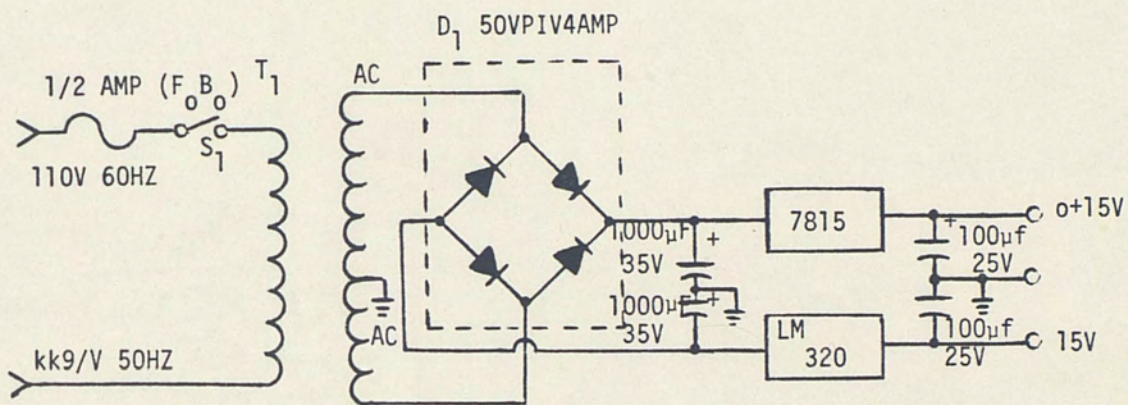 D1 50VPIV4AMP
1/2 AMP (FoBo) T1
AC
S1
110V 60HZ
1000µF +
35V
7815
+
100µf
25V
o+15V
1000µF +
35V
AC
LM
320
100µf
25V
15V
kk9/V 50HZ